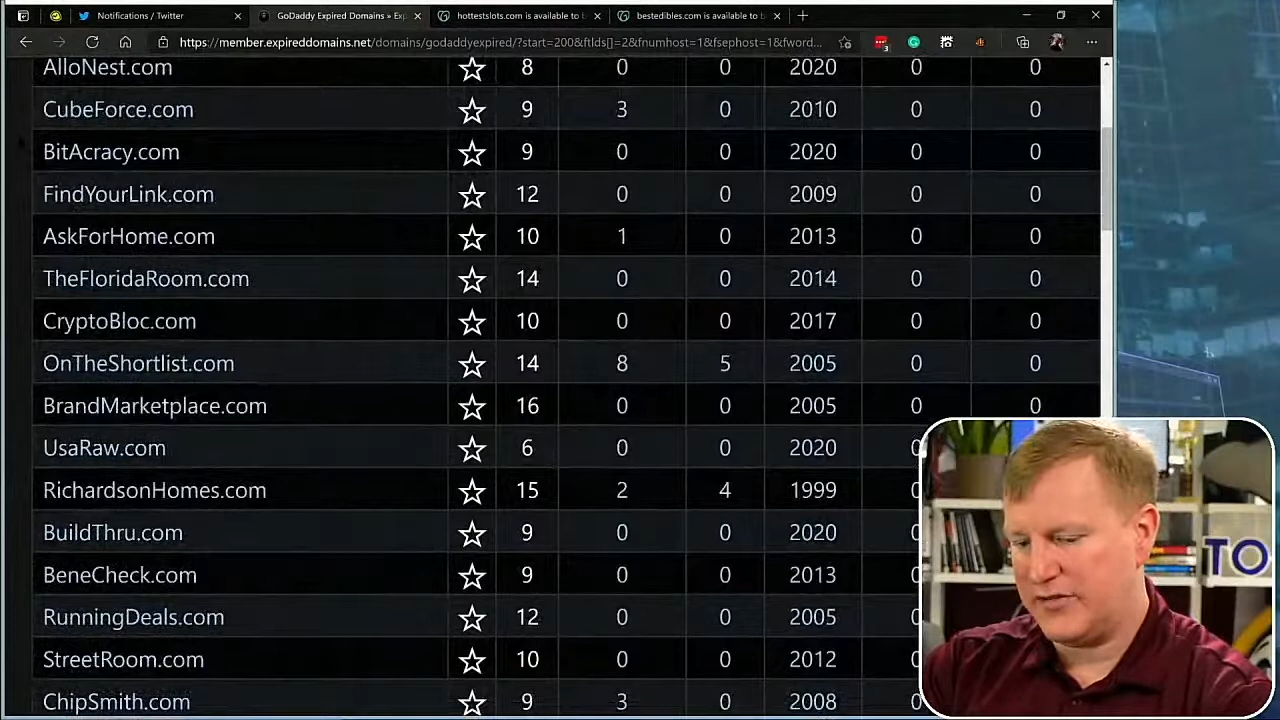 Notifications / Twitter
GoDaddy Expired Domains » Exp
hottestslots.com is available to b
bestedibles.com is available to b
https://member.expireddomains.net/domains/godaddyexpired/?start=200&ftlds[]=2&fnumhost=1&fsephost=1&fword...
3
AlloNest.com 8 0 0 2020 0 0
CubeForce.com 9 3 0 2010 0 0
BitAcracy.com 9 0 0 2020 0 0
FindYourLink.com 12 0 0 2009 0 0
AskForHome.com 10 1 0 2013 0 0
TheFloridaRoom.com 14 0 0 2014 0 0
CryptoBloc.com 10 0 0 2017 0 0
OnTheShortlist.com 14 8 5 2005 0 0
BrandMarketplace.com 16 0 0 2005 0 0
UsaRaw.com 6 0 0 2020 0
RichardsonHomes.com 15 2 4 1999 0
BuildThru.com 9 0 0 2020 0
BeneCheck.com 9 0 0 2013 0
RunningDeals.com 12 0 0 2005 0
StreetRoom.com 10 0 0 2012 0
ChipSmith.com 9 3 0 2008 0
TO